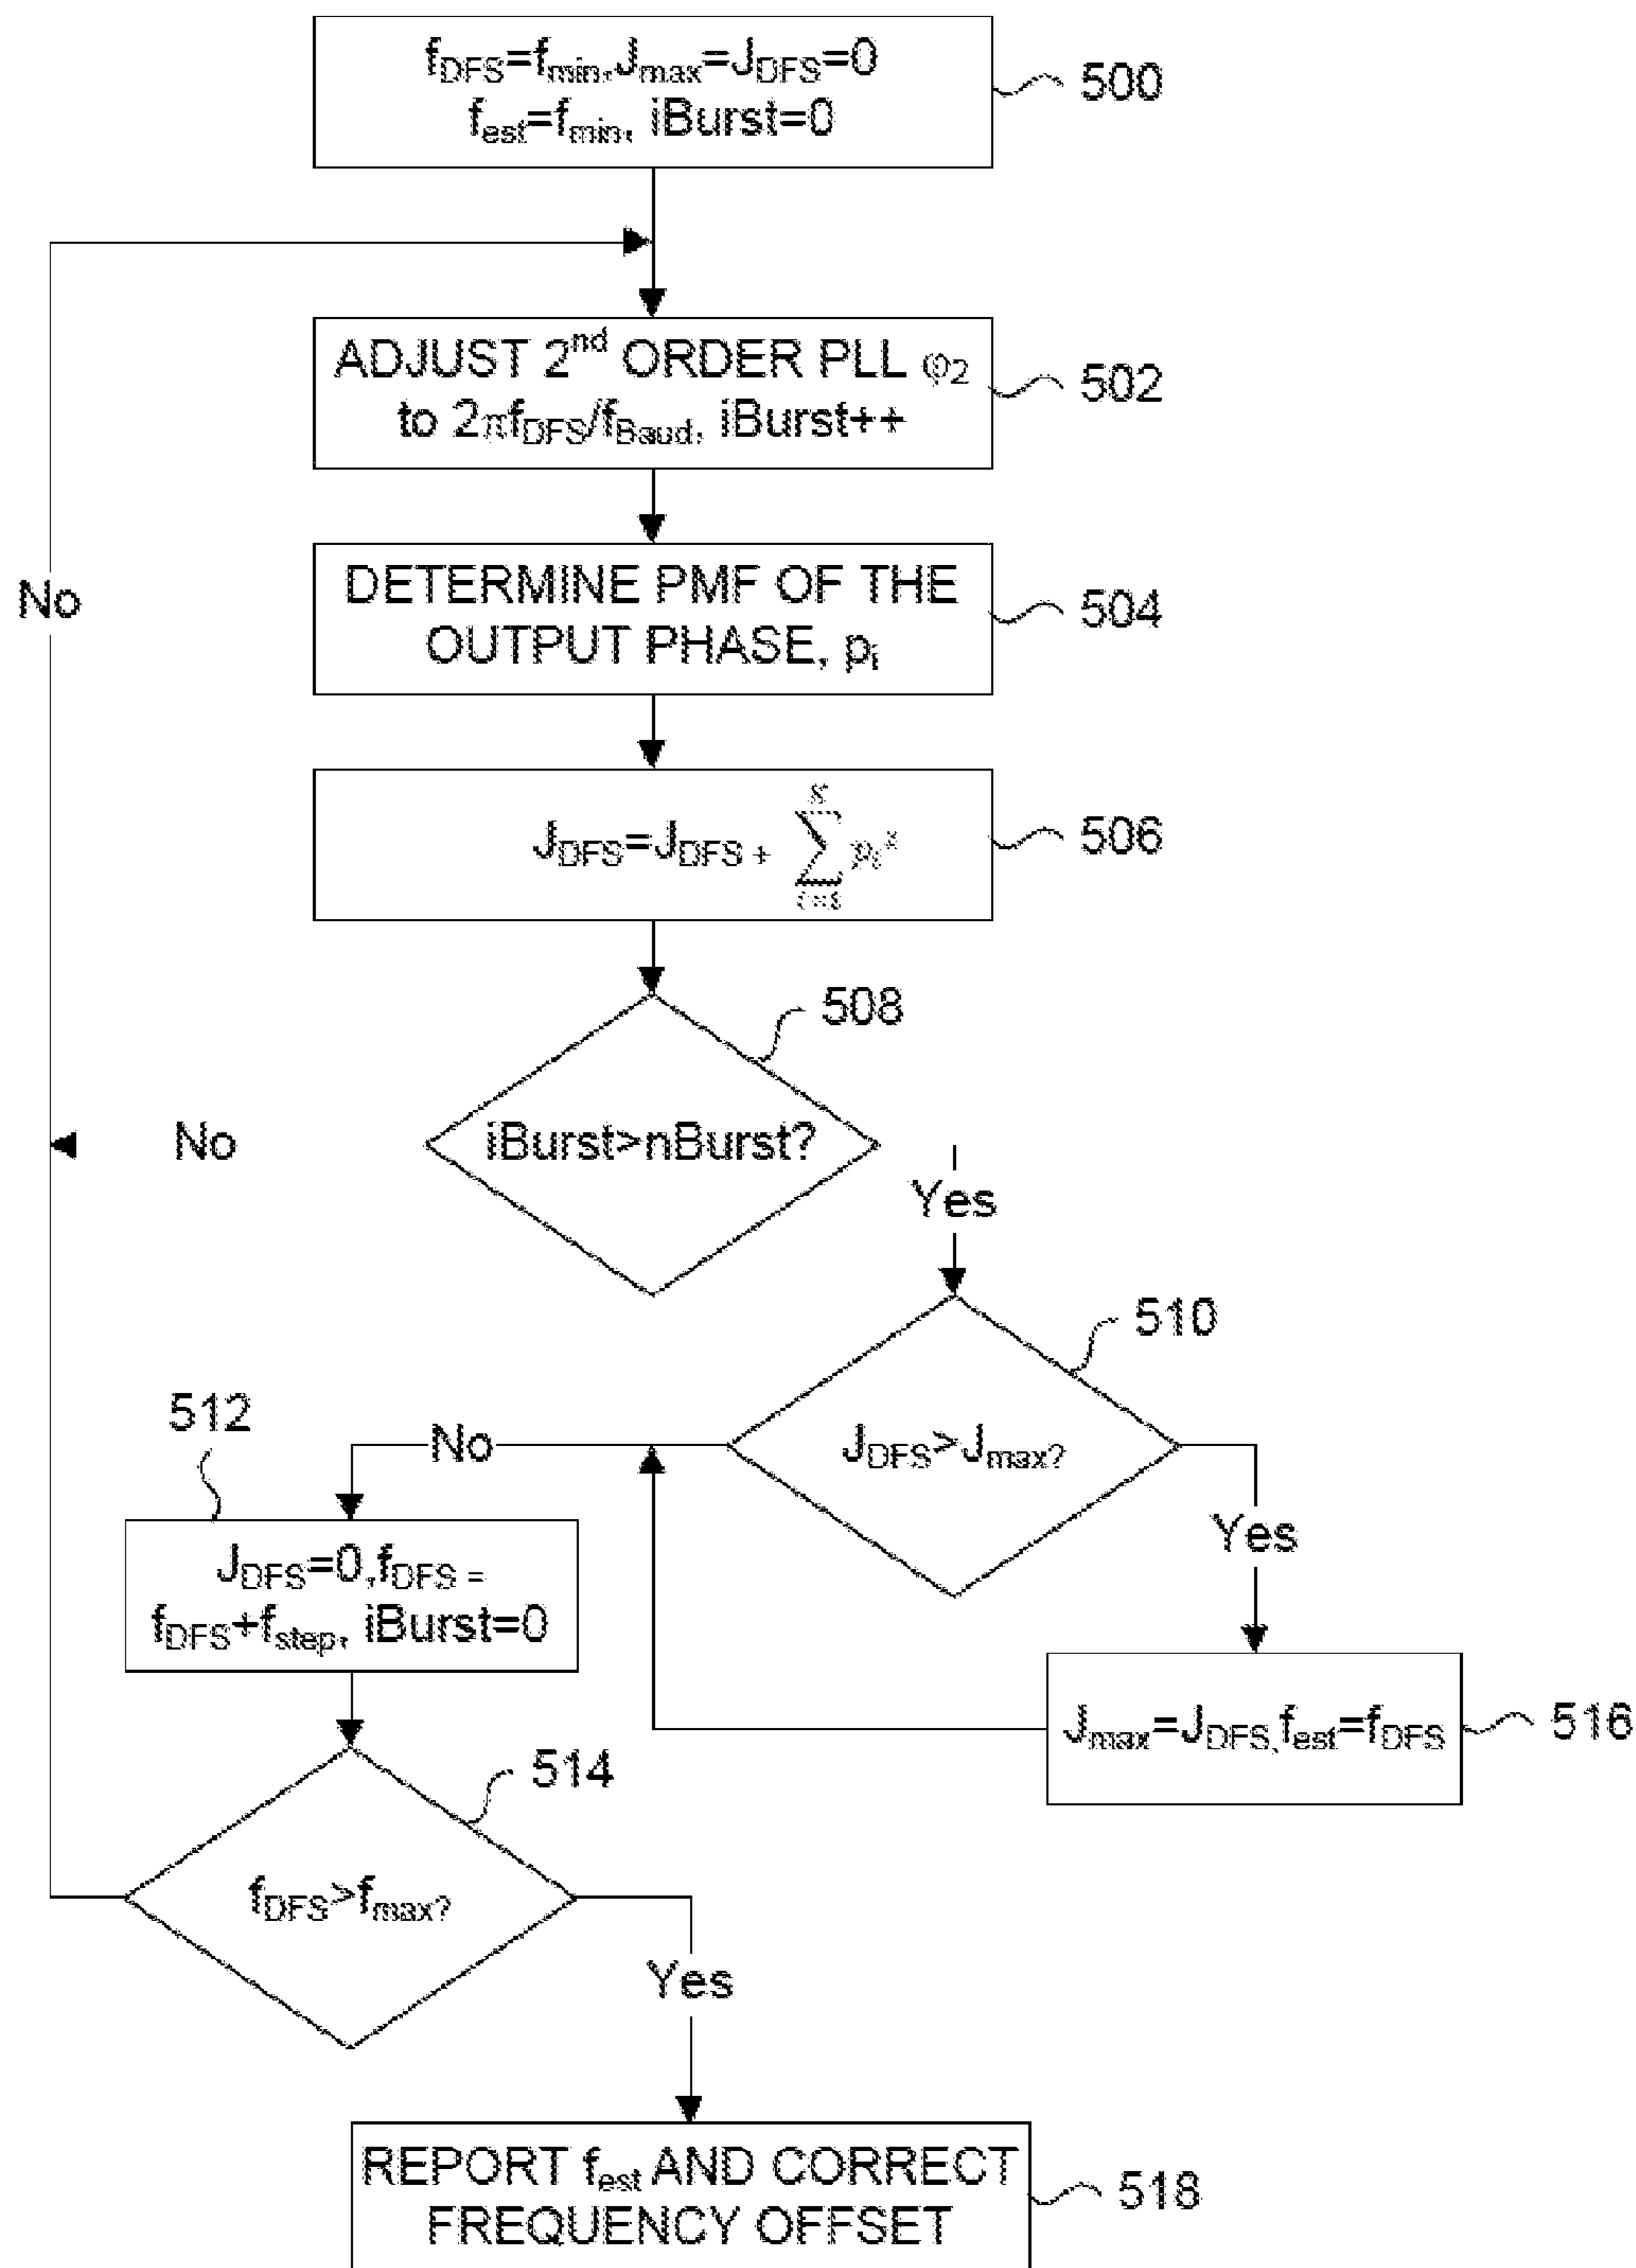 f_DFS=f_min, J_max=J_DFS=0
f_est=f_min, iBurst=0
500
ADJUST 2nd ORDER PLL φ2
to 2πf_DFS/f_Baud, iBurst++
502
DETERMINE PMF OF THE
OUTPUT PHASE, p_i
504
J_DFS=J_DFS +
506
No
508
iBurst>nBurst?
No
Yes
510
J_DFS>J_max?
No
Yes
512
J_DFS=0, f_DFS =
f_DFS+f_step, iBurst=0
J_max=J_DFS, f_est=f_DFS
516
514
f_DFS>f_max?
Yes
REPORT f_est AND CORRECT
FREQUENCY OFFSET
518